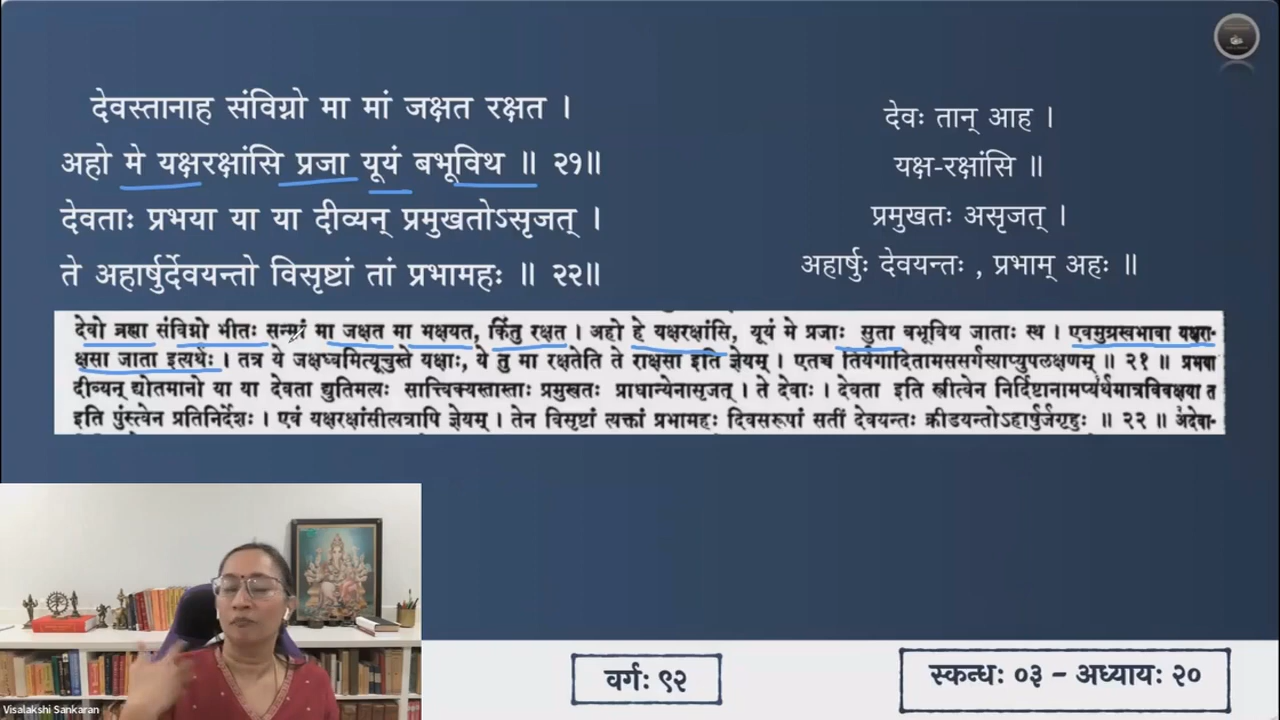 देवस्तानाह संविग्नो मा मां जक्षत रक्षत ।
अहो मे यक्षरक्षांसि प्रजा यूयं बभूविथ ॥ २१॥
देवताः प्रभया या या दीव्यन् प्रमुखतोऽसृजत् ।
ते अहार्षुर्देवयन्तो विसृष्टां तां प्रभामहः ॥ २२॥
देवः तान् आह ।
यक्ष-रक्षांसि ॥
प्रमुखतः असृजत् ।
अहार्षुः देवयन्तः , प्रभाम् अहः ॥
देवो ब्रह्मा संविग्नो भीतः सन्मां मा जक्षत मा भक्षयत, किंतु रक्षत । अहो हे यक्षरक्षांसि, यूयं मे प्रजाः सुता बभूविथ जाताः स्थ । एवमुग्रस्वभावा यक्षरा-
क्षसा जाता इत्यर्थः । तत्र ये जक्षध्वमित्यूचुस्ते यक्षाः, ये तु मा रक्षतेति ते राक्षसा इति ज्ञेयम् । एतच्च तिर्यगादितामससर्गस्याप्युपलक्षणम् ॥ २१ ॥ प्रभया
दीव्यन् द्योतमानो या या देवता द्युतिमत्यः सात्त्विक्यस्तास्ताः प्रमुखतः प्राधान्येनासृजत् । ते देवाः । देवता इति स्त्रीत्वेन निर्दिष्टानामप्यर्थमात्रविवक्षया त
इति पुंस्त्वेन प्रतिनिर्देशः । एवं यक्षरक्षांसीत्यत्रापि ज्ञेयम् । तेन विसृष्टां त्यक्तां प्रभामहः दिवसरूपां सतीं देवयन्तः क्रीडयन्तोऽहार्षुर्जगृहुः ॥ २२ ॥ अदेवा-
Visalakshi Sankaran
वर्गः ९२
स्कन्धः ०३ – अध्यायः २०